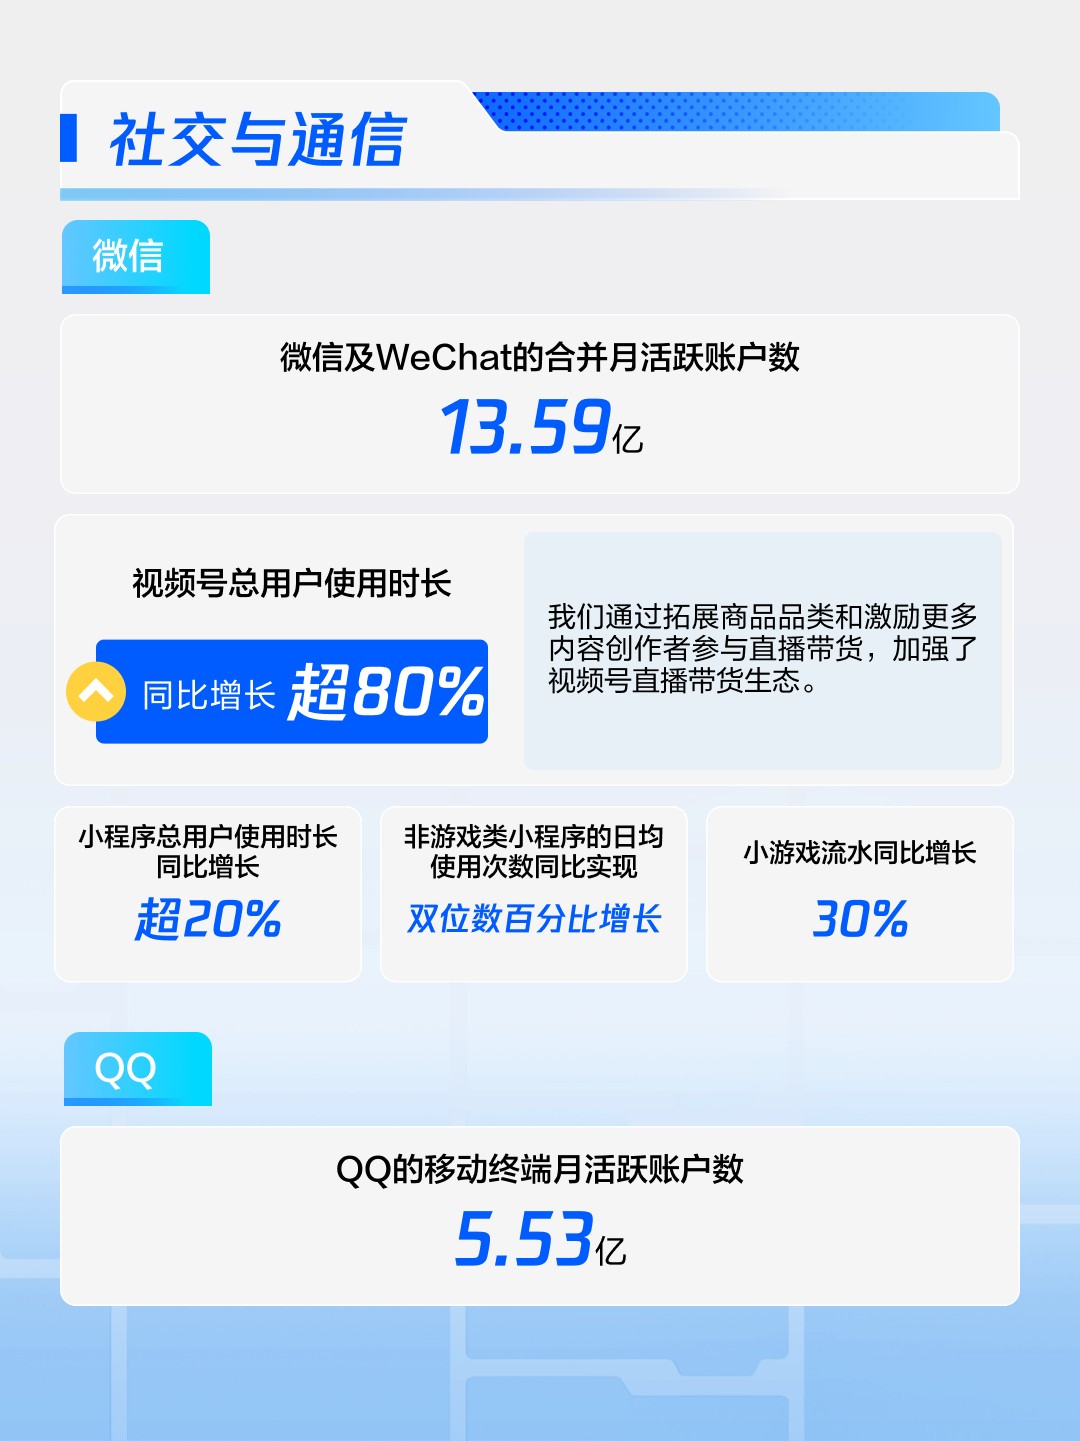 社交与通信
微信
微信及WeChat的合并月活跃账户数
13.59亿
视频号总用户使用时长
同比增长 超80%
我们通过拓展商品品类和激励更多
内容创作者参与直播带货，加强了
视频号直播带货生态。
小程序总用户使用时长
同比增长
超20%
非游戏类小程序的日均
使用次数同比实现
双位数百分比增长
小游戏流水同比增长
30%
QQ
QQ的移动终端月活跃账户数
5.53亿